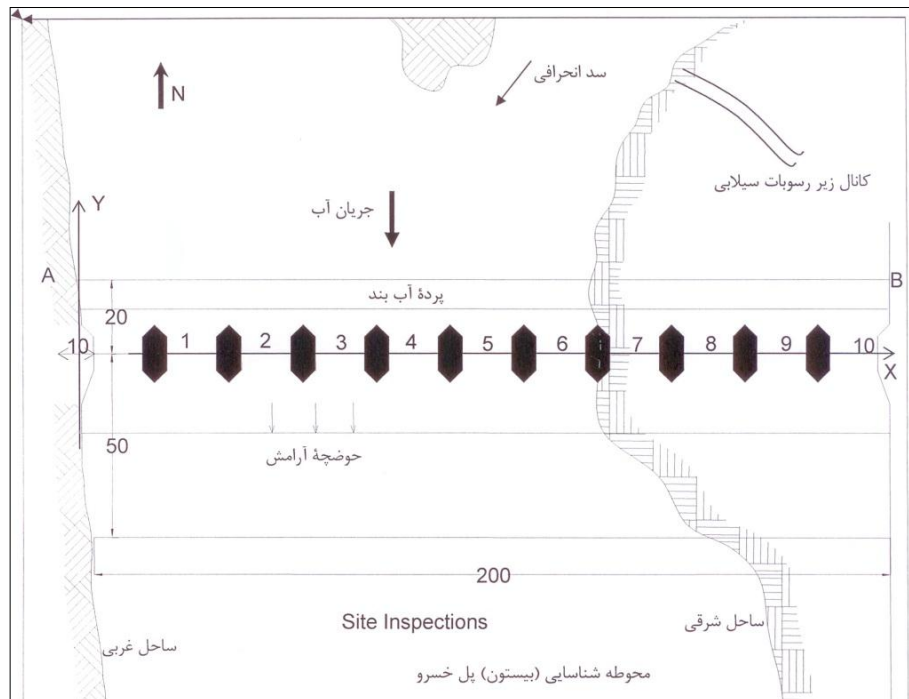 سد انحرافی
N
کانال زیر رسوبات سیلابی
Y
جریان آب
A
B
پردهٔ آب بند
20
10 1 2 3 4 5 6 7 8 9 10
X
50
حوضچهٔ آرامش
200
Site Inspections
ساحل شرقی
ساحل غربی
محوطه شناسایی (بیستون) پل خسرو